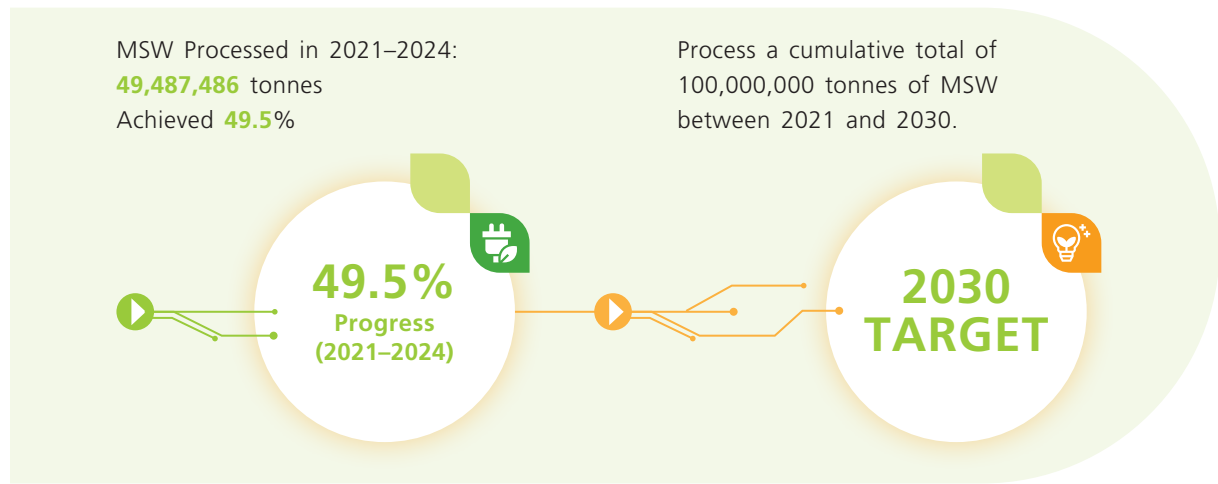 MSW Processed in 2021–2024:
49,487,486 tonnes
Achieved 49.5%
Process a cumulative total of
100,000,000 tonnes of MSW
between 2021 and 2030.
49.5%
Progress
(2021–2024)
2030
TARGET